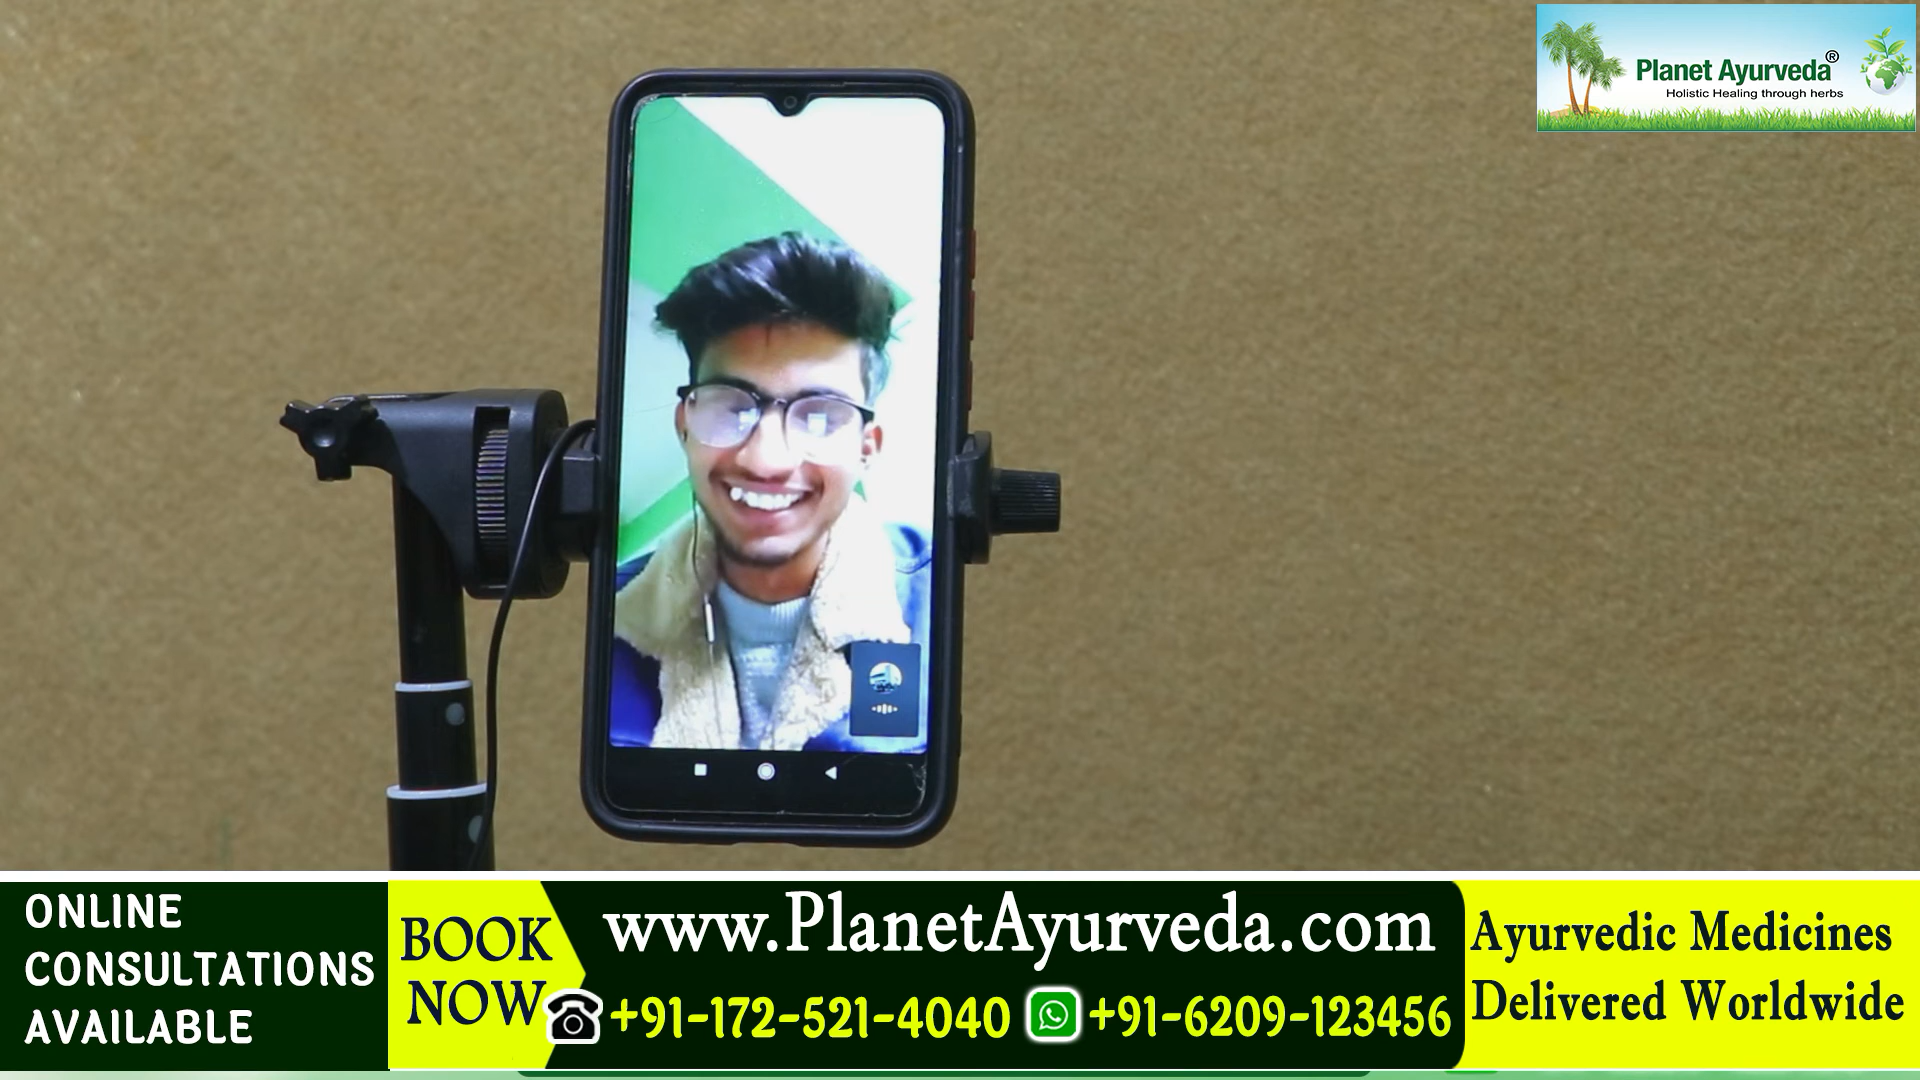 Planet Ayurveda®
Holistic Healing through herbs
ONLINE
CONSULTATIONS
AVAILABLE
BOOK
NOW
www.PlanetAyurveda.com
+91-172-521-4040 +91-6209-123456
Ayurvedic Medicines
Delivered Worldwide